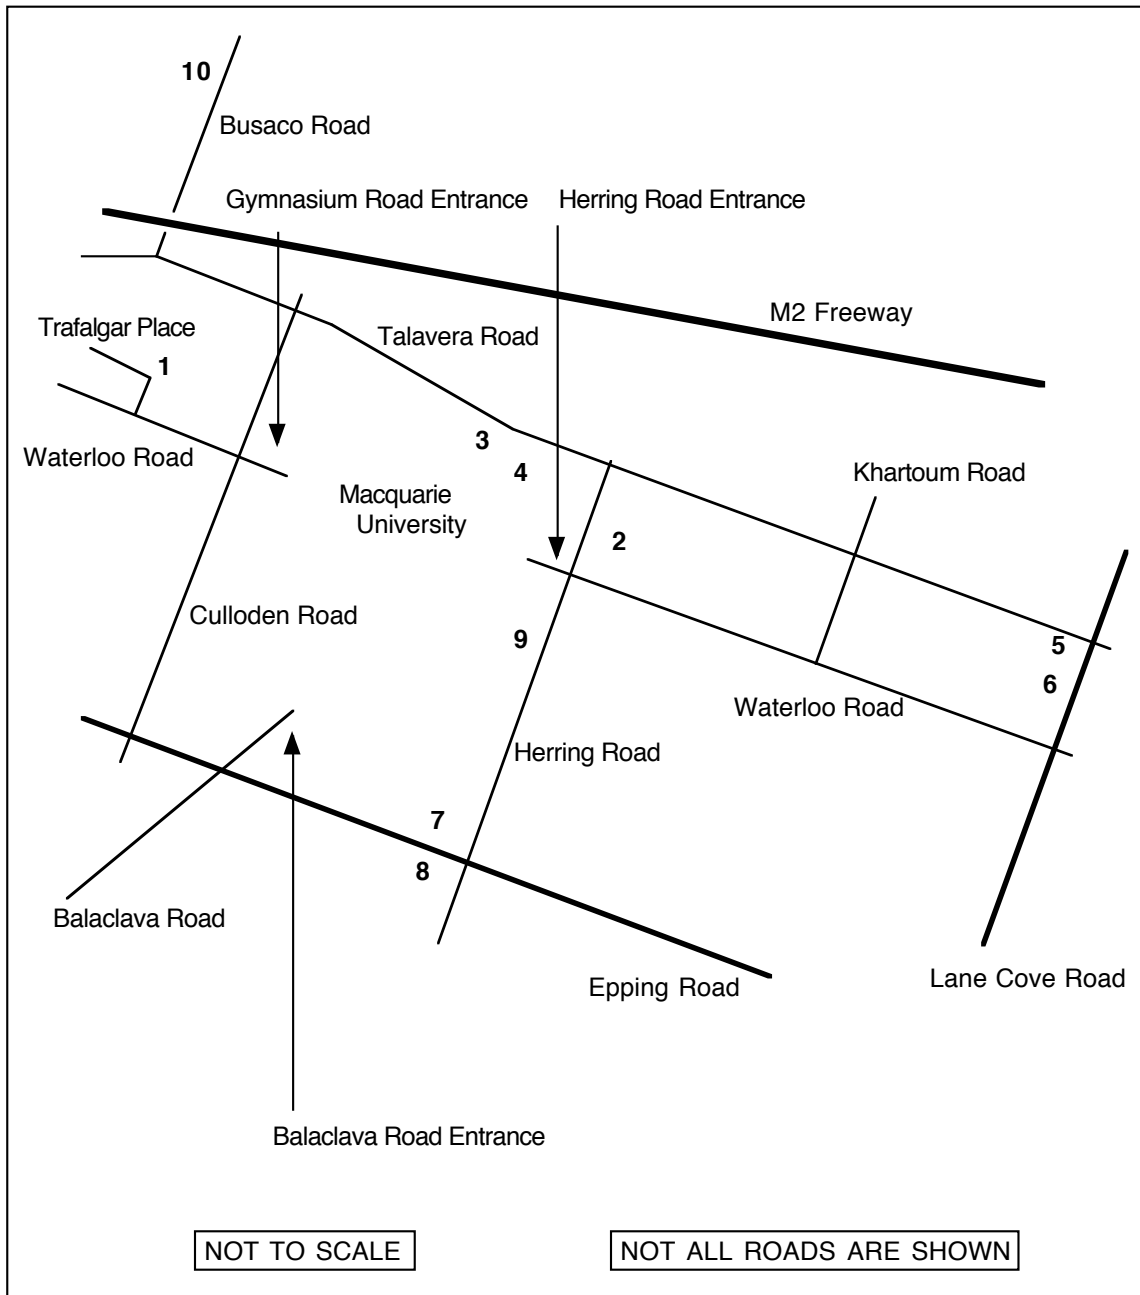 10
Busaco Road
Gymnasium Road Entrance
Herring Road Entrance
M2 Freeway
Trafalgar Place
Talavera Road
1
3
Waterloo Road
4
Khartoum Road
Macquarie
University
2
Culloden Road
9
5
6
Waterloo Road
Herring Road
7
8
Balaclava Road
Epping Road
Lane Cove Road
Balaclava Road Entrance
NOT TO SCALE
NOT ALL ROADS ARE SHOWN